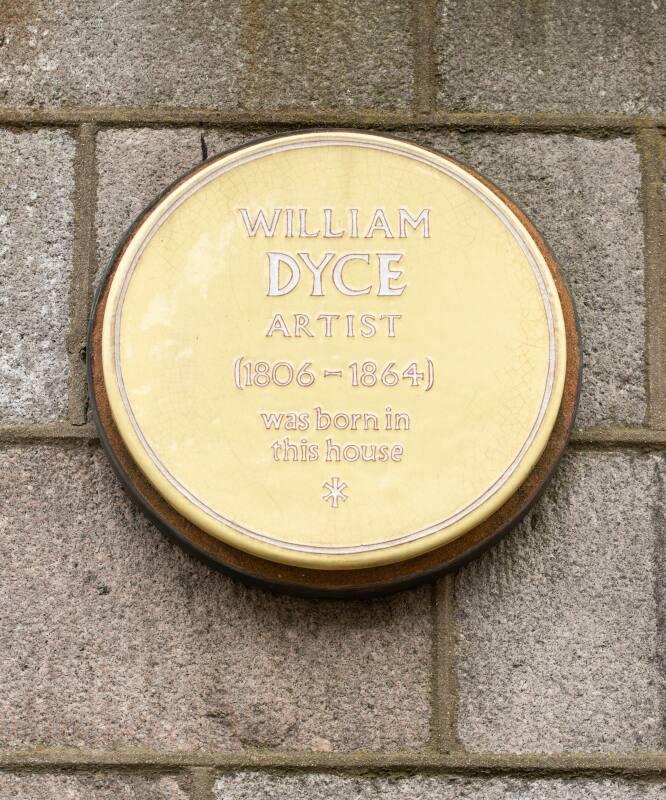 WILLIAM
DYCE
ARTIST
(1806 – 1864)
was born in
this house